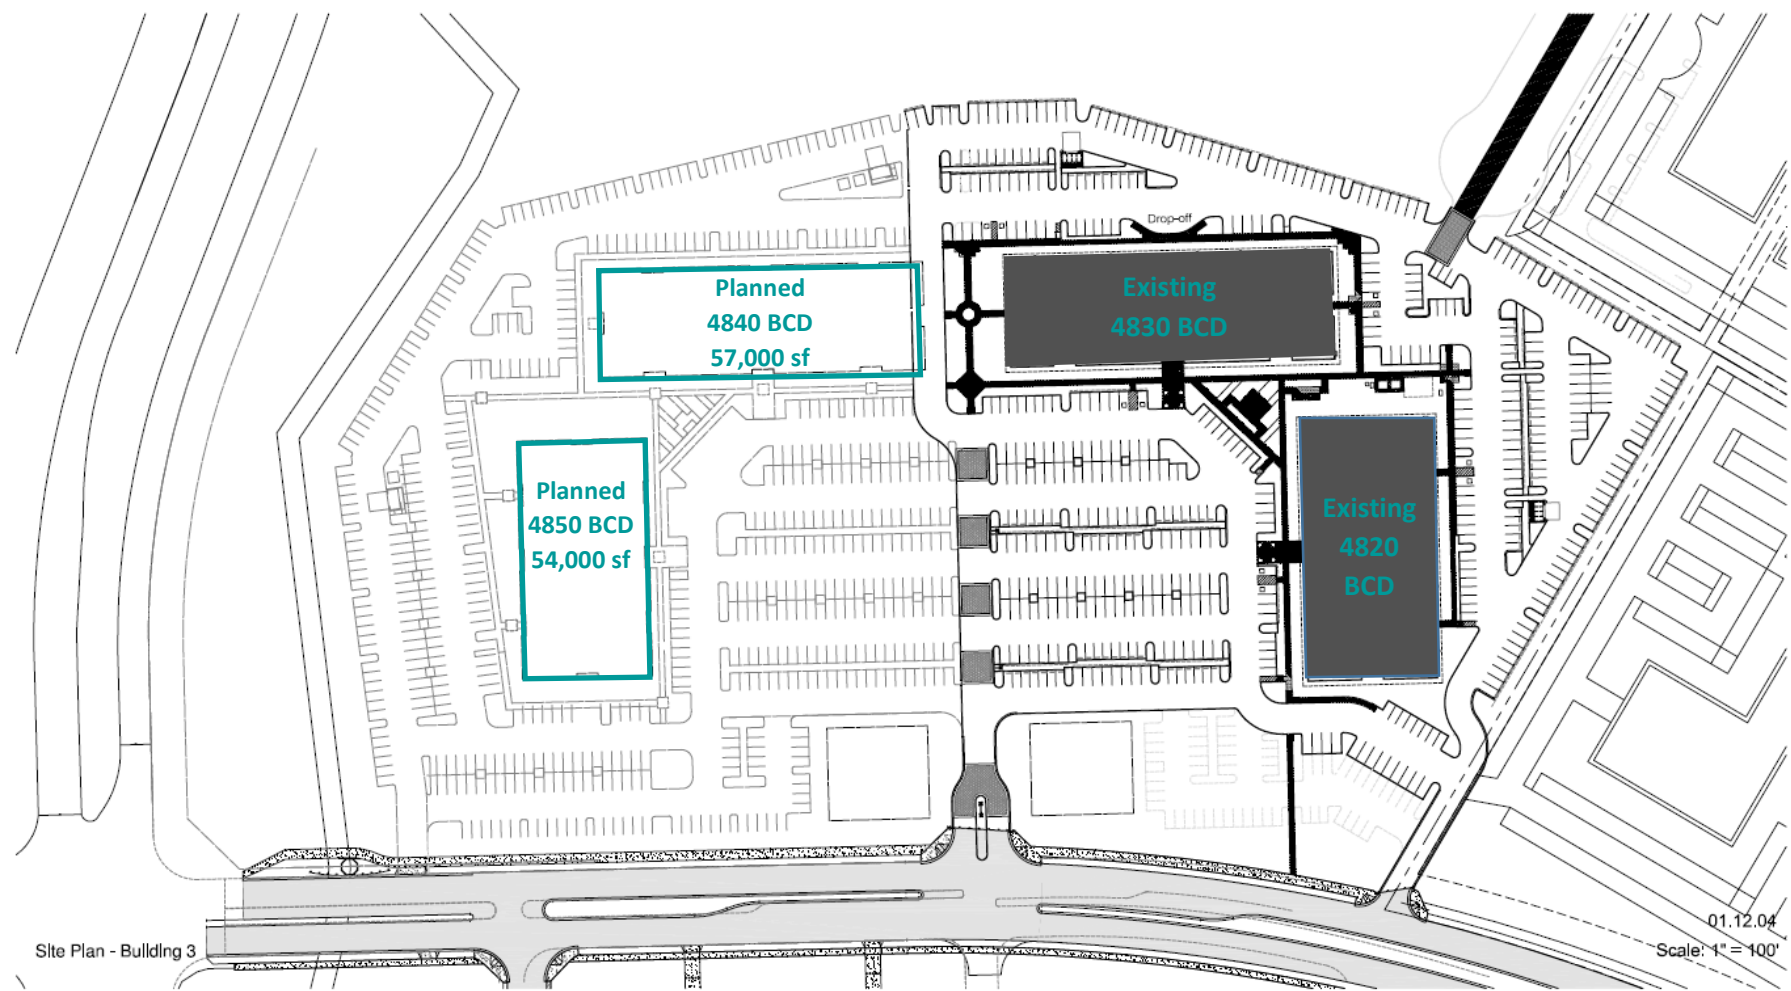 Drop-off
Planned
4840 BCD
57,000 sf
Existing
4830 BCD
Planned
4850 BCD
54,000 sf
Existing
4820
BCD
01.12.04
Site Plan - Building 3
Scale: 1" = 100'